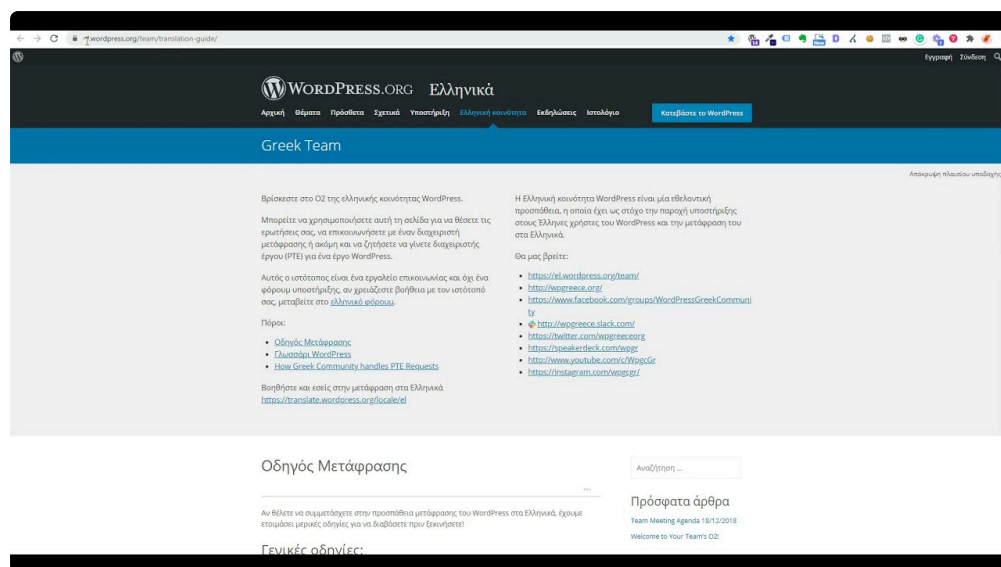 .wordpress.org/team/translation-guide/
Εγγραφή Σύνδεση
WORDPRESS.ORG Ελληνικά
Αρχική Θέματα Πρόσθετα Σχετικά Υποστήριξη Ελληνική κοινότητα Εκδηλώσεις Ιστολόγιο Κατεβάστε το WordPress
Greek Team
Απόκρυψη πλαισίου υποδοχής
Βρίσκεστε στο O2 της ελληνικής κοινότητας WordPress.
Μπορείτε να χρησιμοποιήσετε αυτή τη σελίδα για να θέσετε τις
ερωτήσεις σας, να επικοινωνήσετε με έναν διαχειριστή
μετάφρασης ή ακόμη και να ζητήσετε να γίνετε διαχειριστής
έργου (PTE) για ένα έργο WordPress.
Αυτός ο ιστότοπος είναι ένα εργαλείο επικοινωνίας και όχι ένα
φόρουμ υποστήριξης, αν χρειάζεστε βοήθεια με τον ιστότοπό
σας, μεταβείτε στο ελληνικό φόρουμ.
Πόροι:
Οδηγός Μετάφρασης
Γλωσσάρι WordPress
How Greek Community handles PTE Requests
Βοηθήστε και εσείς στην μετάφραση στα Ελληνικά
https://translate.wordpress.org/locale/el
Η Ελληνική κοινότητα WordPress είναι μία εθελοντική
προσπάθεια, η οποία έχει ως στόχο την παροχή υποστήριξης
στους Έλληνες χρήστες του WordPress και την μετάφραση του
στα Ελληνικά.
Θα μας βρείτε:
https://el.wordpress.org/team/
http://wpgreece.org/
https://www.facebook.com/groups/WordPressGreekCommuni
ty
http://wpgreece.slack.com/
https://twitter.com/wpgreeceorg
https://speakerdeck.com/wpgr
http://www.youtube.com/c/WpgcGr
https://instagram.com/wpgcgr/
Οδηγός Μετάφρασης
Αν θέλετε να συμμετάσχετε στην προσπάθεια μετάφρασης του WordPress στα Ελληνικά, έχουμε
ετοιμάσει μερικές οδηγίες για να διαβάσετε πριν ξεκινήσετε!
Γενικές οδηγίες:
Αναζήτηση ...
Πρόσφατα άρθρα
Team Meeting Agenda 18/12/2018
Welcome to Your Team's O2!